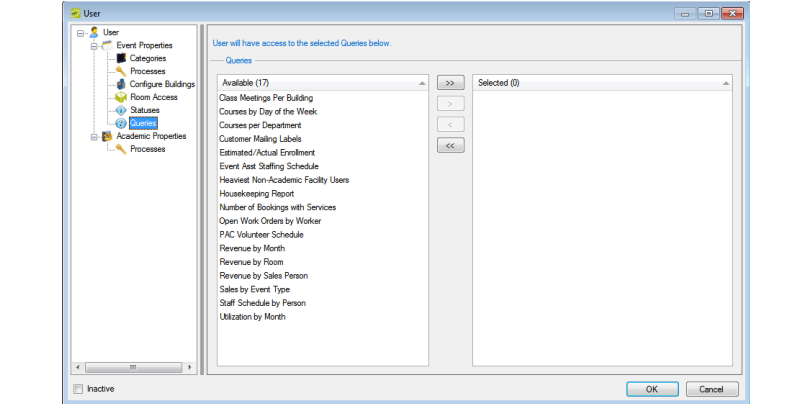 User
User
Event Properties
Categories
Processes
Configure Buildings
Room Access
Statuses
Queries
Academic Properties
Processes
User will have access to the selected Queries below.
Queries
Available (17)
Class Meetings Per Building
Courses by Day of the Week
Courses per Department
Customer Mailing Labels
Estimated/Actual Enrollment
Event Asst Staffing Schedule
Heaviest Non-Academic Facility Users
Housekeeping Report
Number of Bookings with Services
Open Work Orders by Worker
PAC Volunteer Schedule
Revenue by Month
Revenue by Room
Revenue by Sales Person
Sales by Event Type
Staff Schedule by Person
Utilization by Month
>>
>
<
<<
Selected (0)
Inactive
OK
Cancel